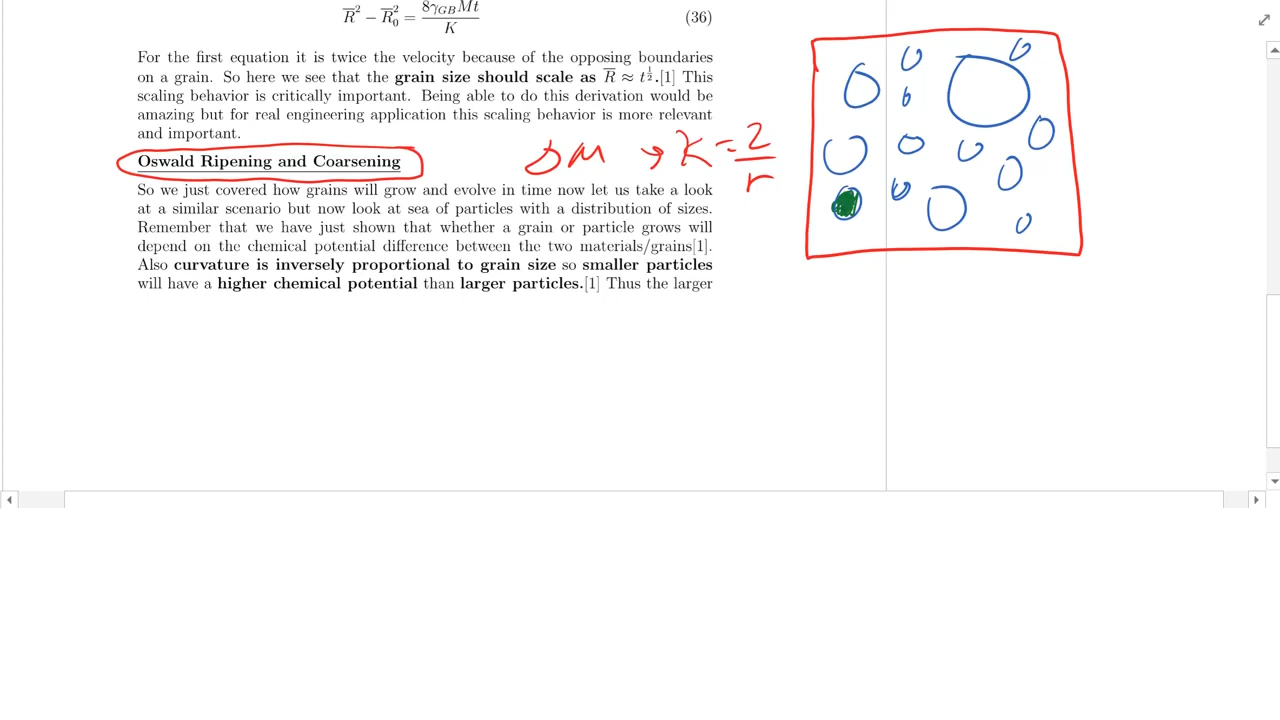 R̅² − R̅₀² = 8γ_GB Mt / K (36)
For the first equation it is twice the velocity because of the opposing boundaries
on a grain. So here we see that the grain size should scale as R̅ ≈ t^½.[1] This
scaling behavior is critically important. Being able to do this derivation would be
amazing but for real engineering application this scaling behavior is more relevant
and important.
Oswald Ripening and Coarsening
Δμ → K = 2/r
So we just covered how grains will grow and evolve in time now let us take a look
at a similar scenario but now look at sea of particles with a distribution of sizes.
Remember that we have just shown that whether a grain or particle grows will
depend on the chemical potential difference between the two materials/grains[1].
Also curvature is inversely proportional to grain size so smaller particles
will have a higher chemical potential than larger particles.[1] Thus the larger